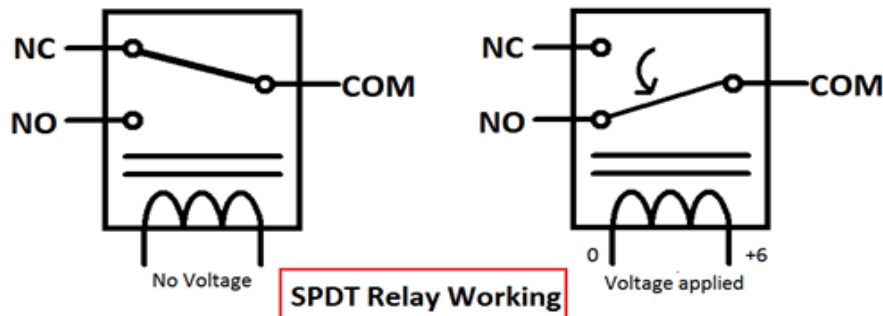 NC
COM
NO
No Voltage
NC
COM
NO
0
+6
Voltage applied
SPDT Relay Working